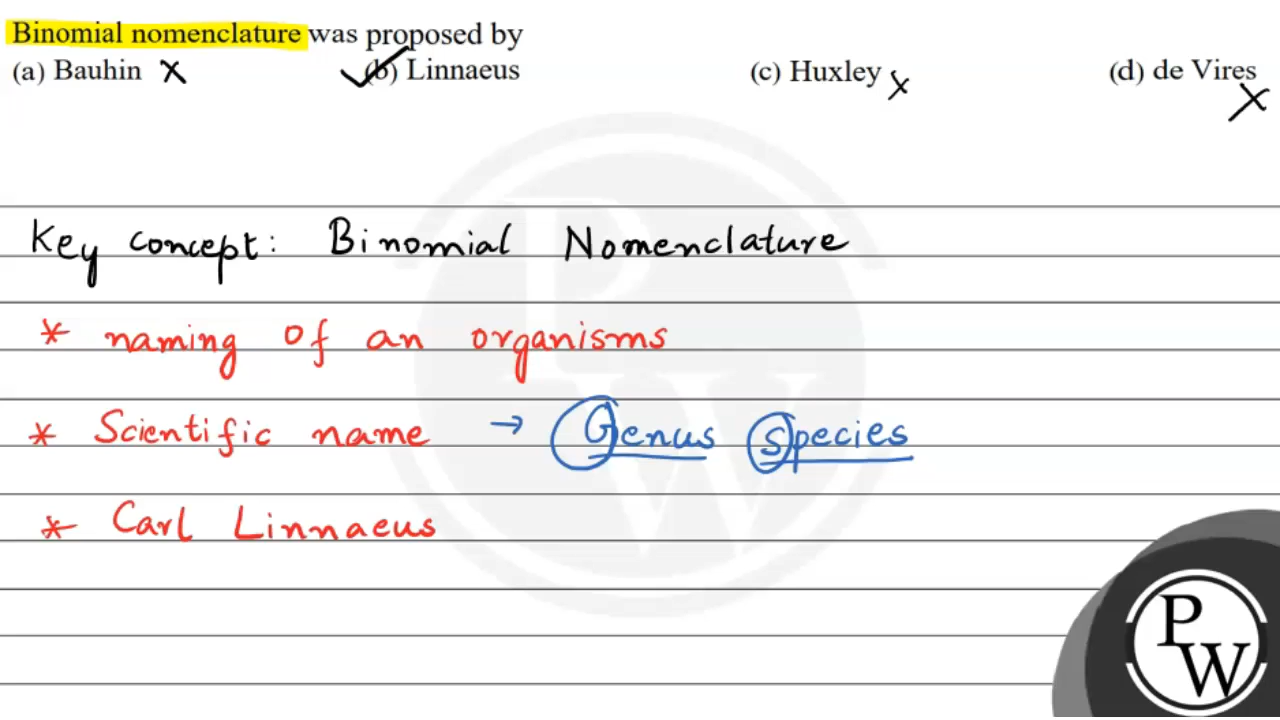 Binomial nomenclature was proposed by
(a) Bauhin x (b) Linnaeus (c) Huxley x (d) de Vires x
Key concept: Binomial Nomenclature
* naming of an organisms
* Scientific name → Genus Species
* Carl Linnaeus
PW
PW